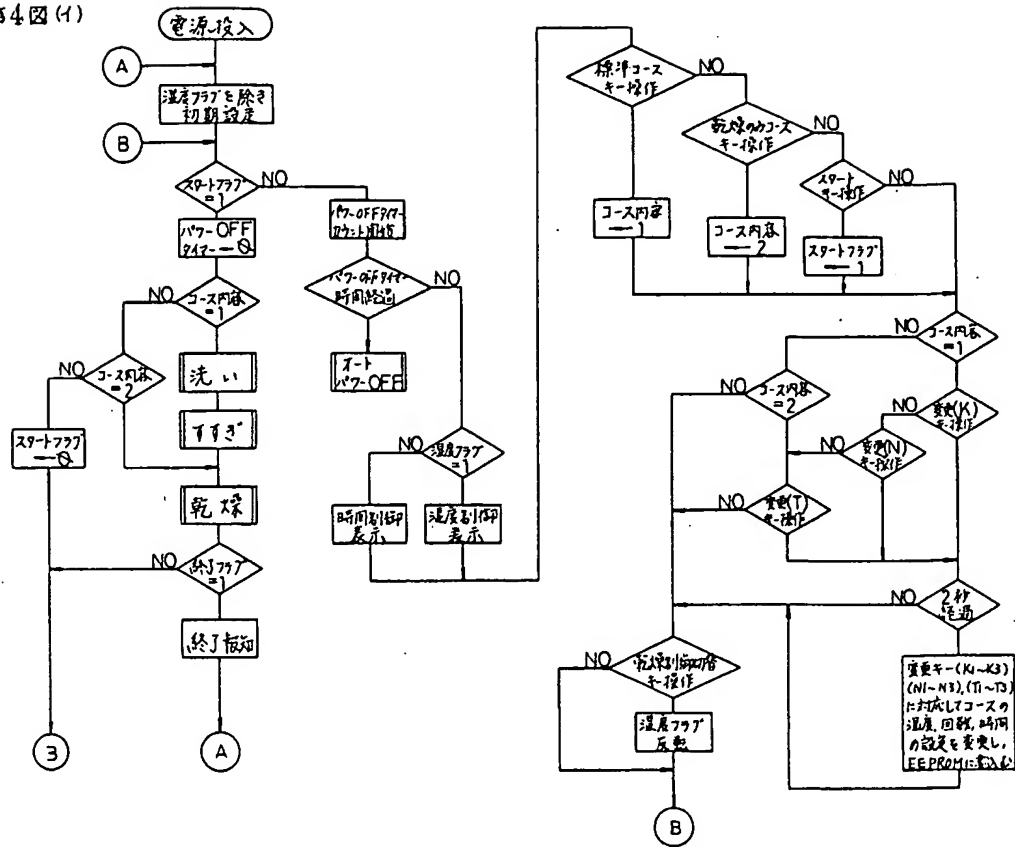 第4図(イ)
電源投入
A
湿度フラグを除き
初期設定
B
スタートフラグ
=1
NO
パワーOFF
タイマー←0
コース内容
=1
NO
コース内容
=2
NO
スタートフラグ
←0
洗い
すすぎ
乾燥
終了フラグ
=1
NO
終了報知
3
A
パワーOFFタイマー
カウント開始
パワーOFFタイマー
時間経過
NO
オート
パワーOFF
湿度フラグ
=1
NO
時間制御
表示
湿度制御
表示
標準コース
キー操作
NO
乾燥のみコース
キー操作
NO
スタート
キー操作
NO
コース内容
←1
コース内容
←2
スタートフラグ
←1
コース内容
=1
NO
コース内容
=2
NO
変更(K)
キー操作
NO
変更(N)
キー操作
NO
変更(T)
キー操作
NO
2秒
経過
NO
変更キー(K1~K3)
(N1~N3),(T1~T3)
に対応してコースの
温度,回数,時間
の設定を変更し,
EEPROMに書込む
乾燥制御切替
キー操作
NO
湿度フラグ
反転
B